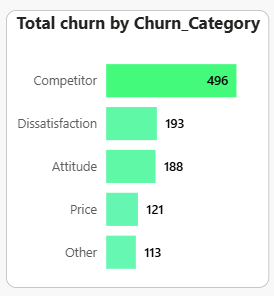 Total churn by Churn_Category
Competitor 496
Dissatisfaction 193
Attitude 188
Price 121
Other 113